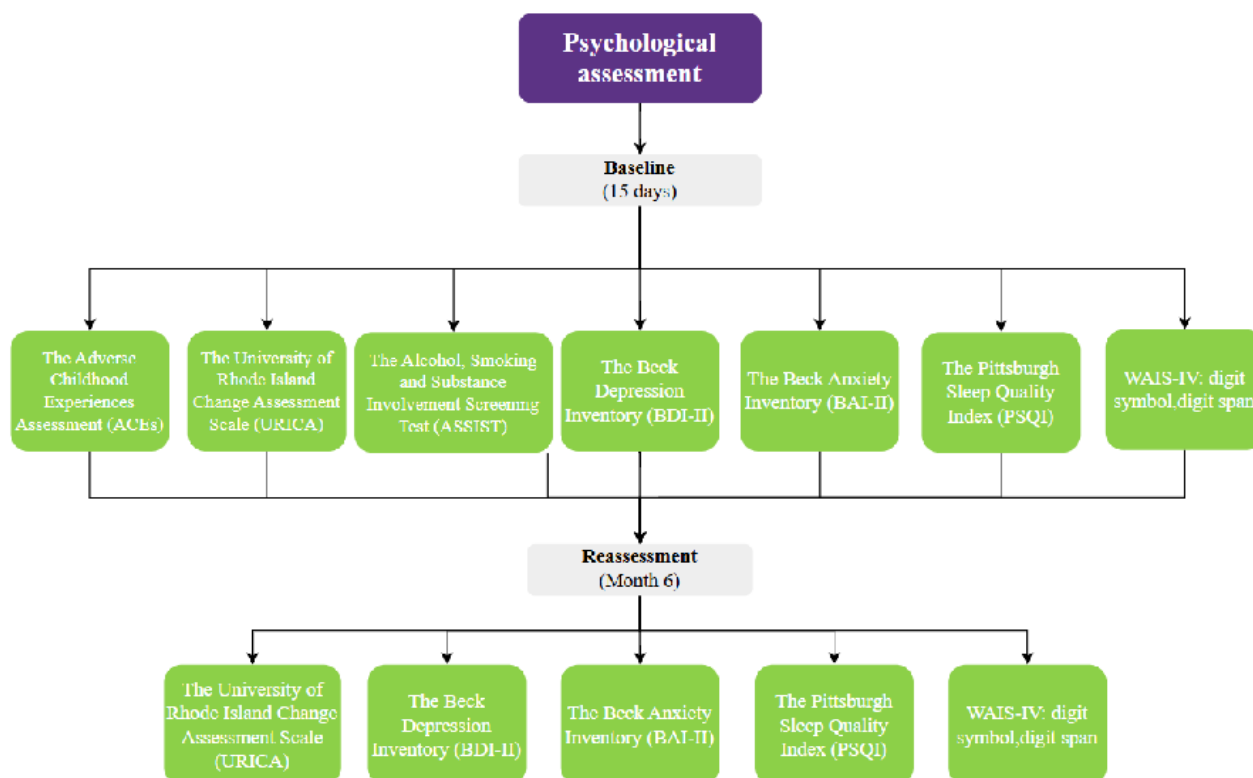 Psychological
assessment
Baseline
(15 days)
The Adverse
Childhood
Experiences
Assessment (ACEs)
The University of
Rhode Island
Change Assessment
Scale (URICA)
The Alcohol, Smoking
and Substance
Involvement Screening
Test (ASSIST)
The Beck
Depression
Inventory (BDI-II)
The Beck Anxiety
Inventory (BAI-II)
The Pittsburgh
Sleep Quality
Index (PSQI)
WAIS-IV: digit
symbol,digit span
Reassessment
(Month 6)
The University of
Rhode Island Change
Assessment Scale
(URICA)
The Beck
Depression
Inventory (BDI-II)
The Beck Anxiety
Inventory (BAI-II)
The Pittsburgh
Sleep Quality
Index (PSQI)
WAIS-IV: digit
symbol,digit span